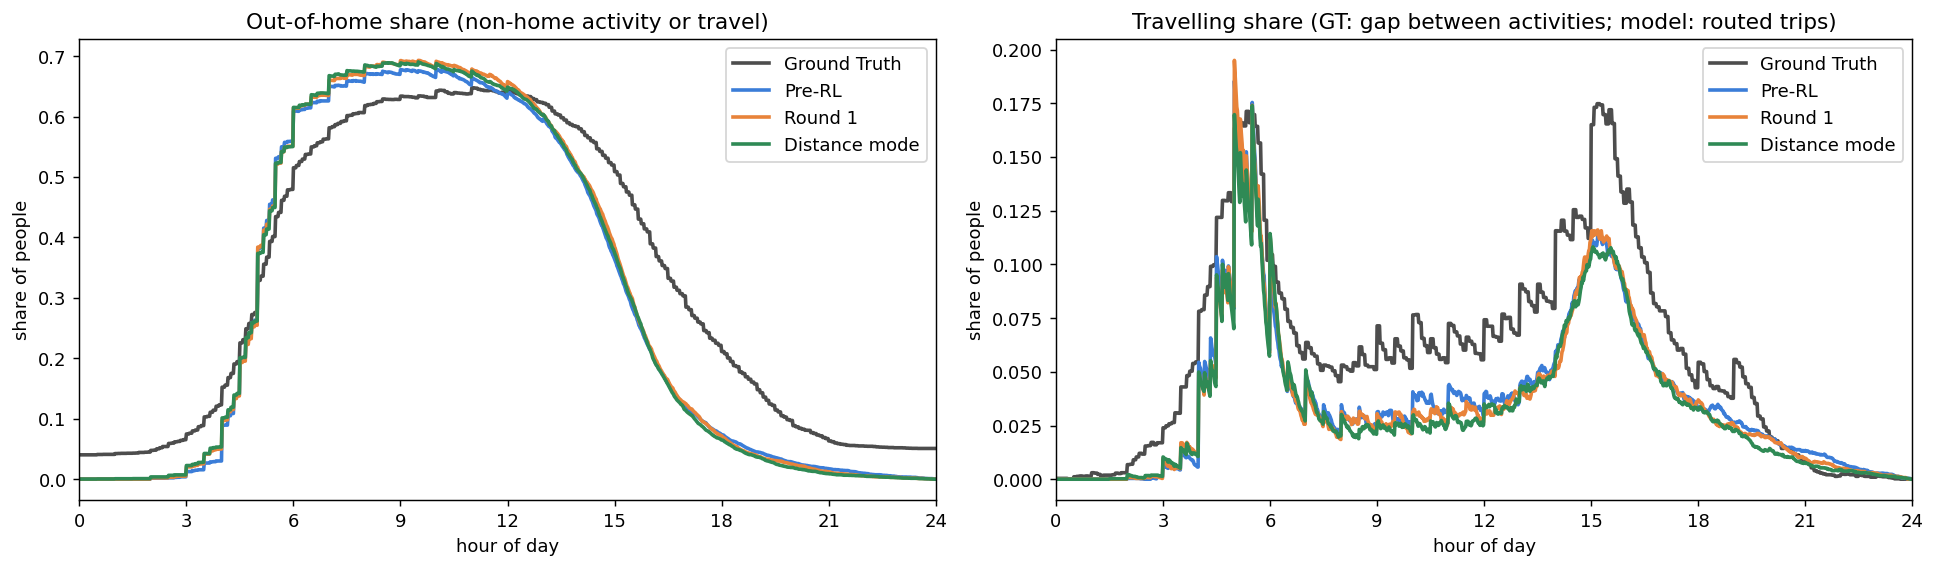 Out-of-home share (non-home activity or travel)
share of people
0.7
0.6
0.5
0.4
0.3
0.2
0.1
0.0
Ground Truth
Pre-RL
Round 1
Distance mode
0 3 6 9 12 15 18 21 24
hour of day
Travelling share (GT: gap between activities; model: routed trips)
share of people
0.200
0.175
0.150
0.125
0.100
0.075
0.050
0.025
0.000
Ground Truth
Pre-RL
Round 1
Distance mode
0 3 6 9 12 15 18 21 24
hour of day